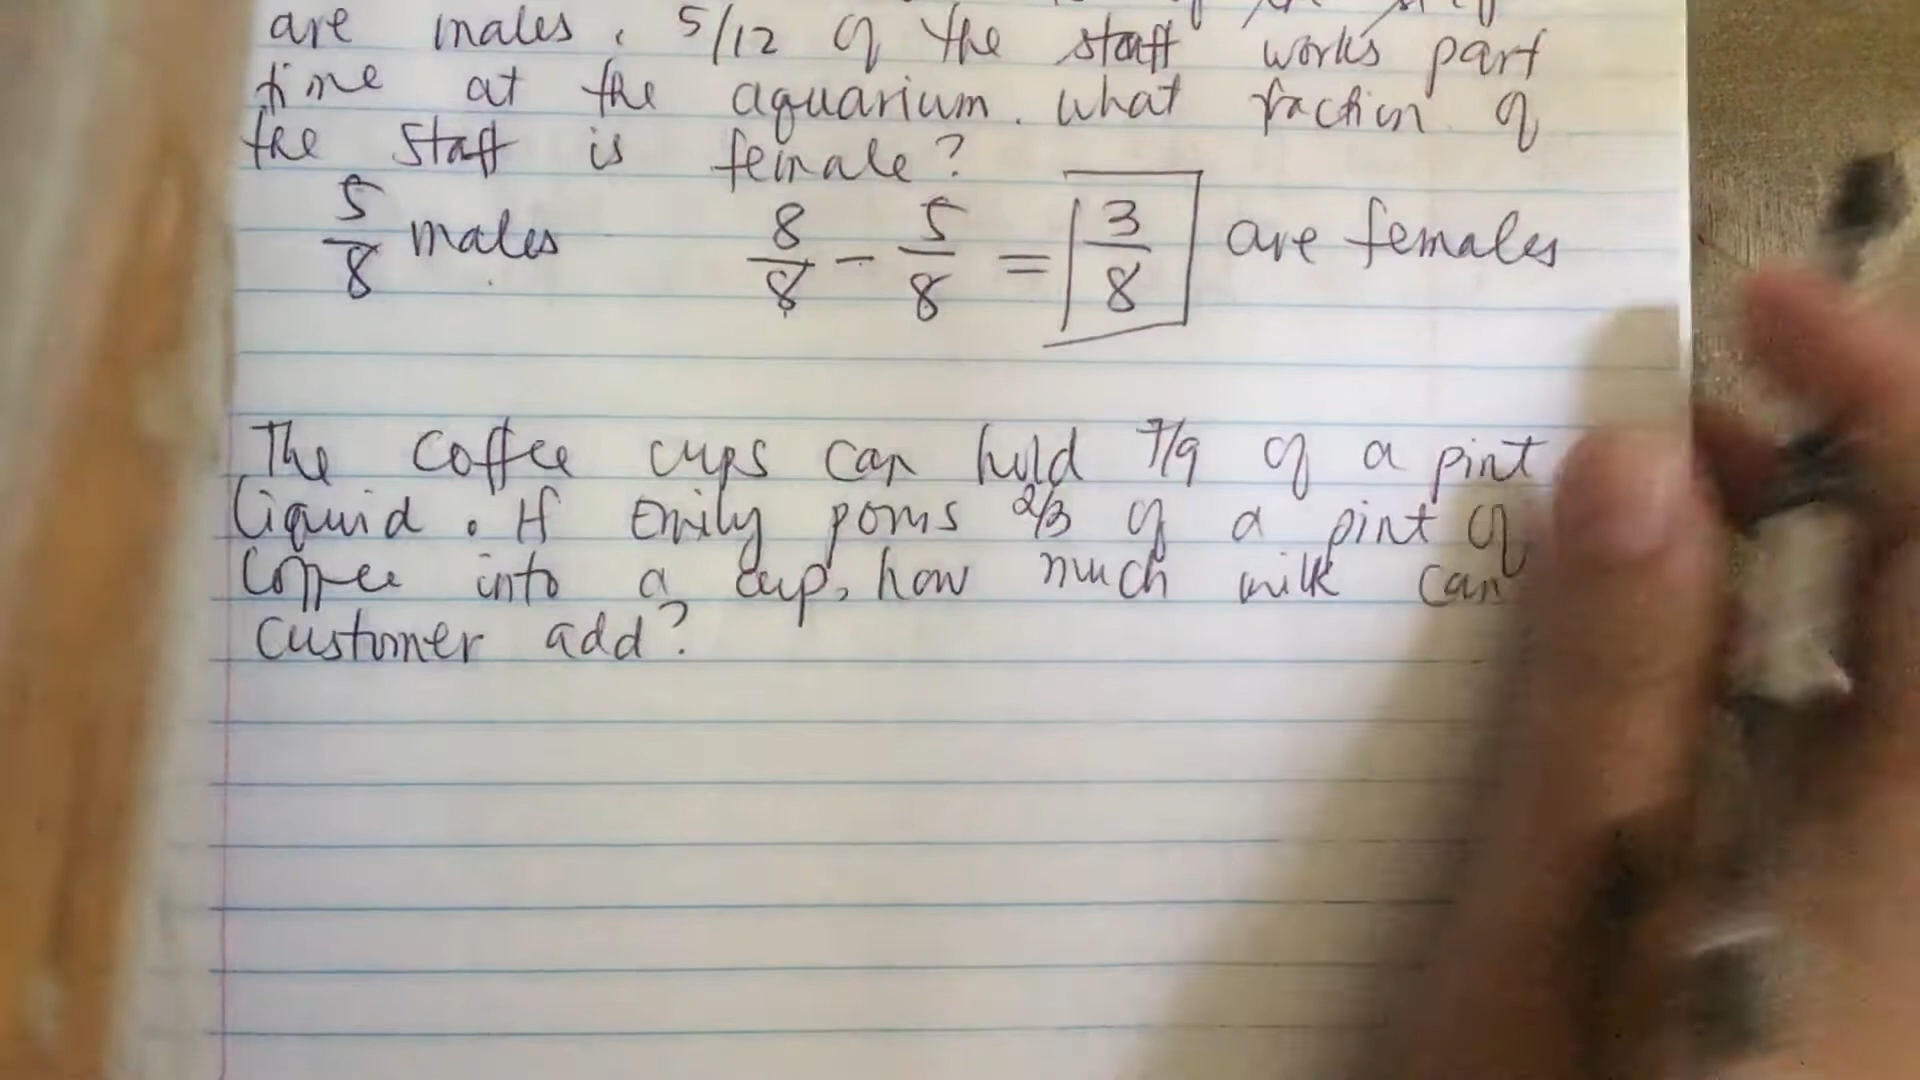 are males. 5/12 of the staff works part
time at the aquarium. what fraction of
the staff is female?
5/8 males 8/8 - 5/8 = 3/8 are females
The coffee cups can hold 7/9 of a pint
liquid. If Emily pours 2/3 of a pint of
coffee into a cup, how much milk can
customer add?